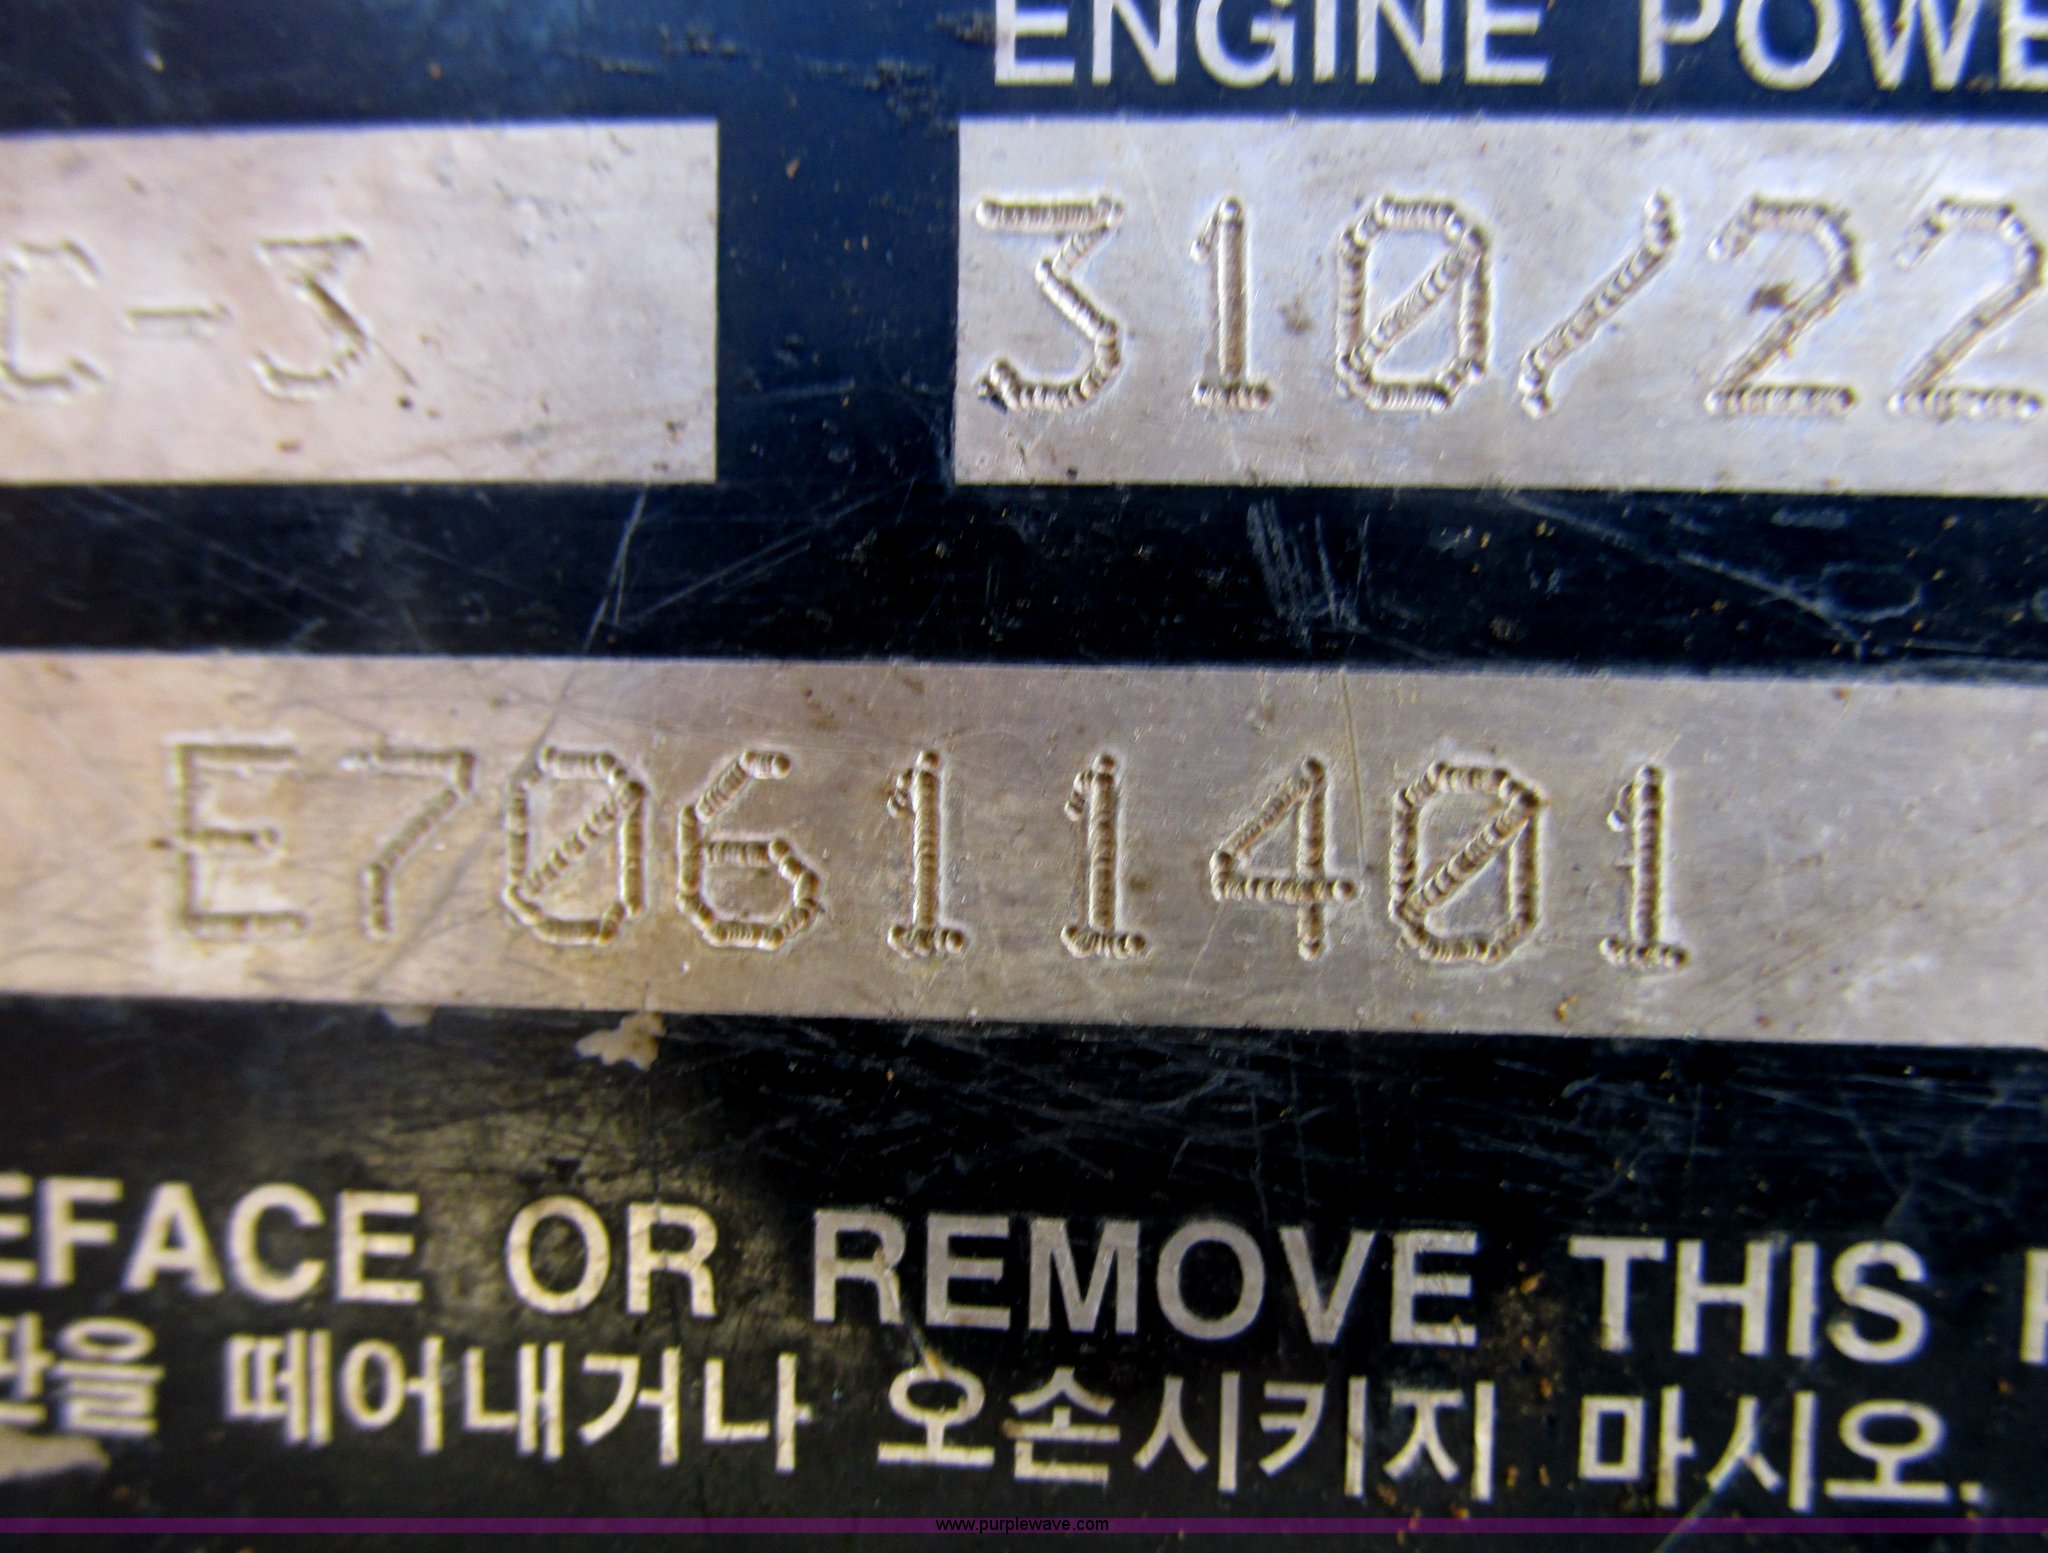 ENGINE POWE
C-3 310/22
E70611401
EFACE OR REMOVE THIS
판을 떼어내거나 오손시키지 마시오.
www.purplewave.com